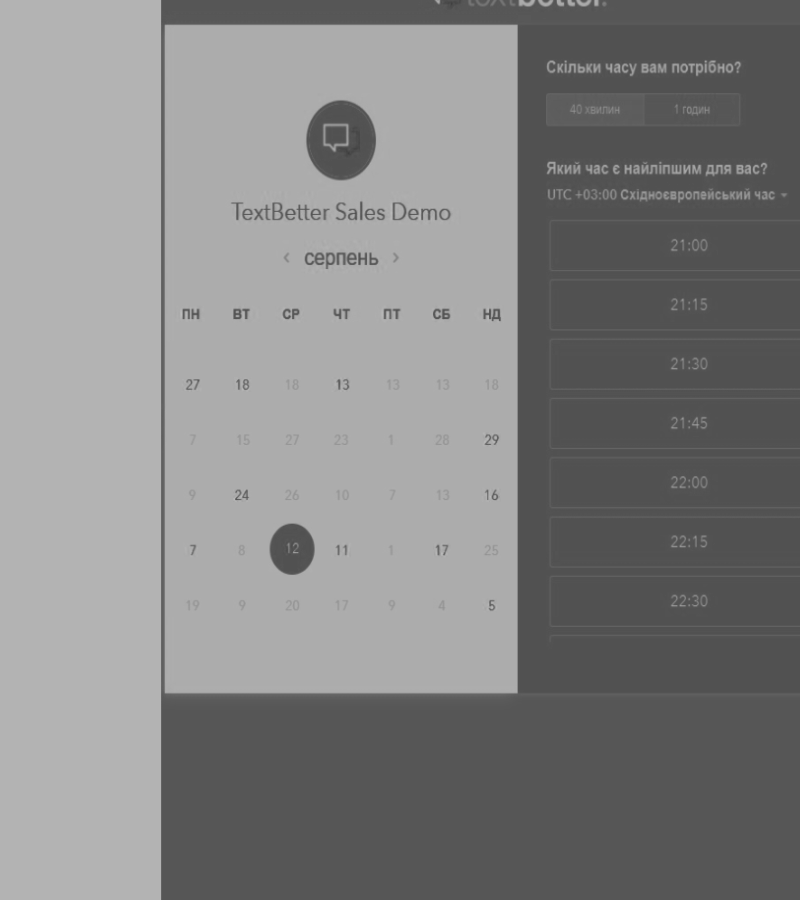 textbetter.
TextBetter Sales Demo
‹ серпень ›
ПН ВТ СР ЧТ ПТ СБ НД
27 18 18 13 13 13 18
7 15 27 23 1 28 29
9 24 26 10 7 13 16
7 8 12 11 1 17 25
19 9 20 17 9 4 5
Скільки часу вам потрібно?
40 хвилин 1 годин
Який час є найліпшим для вас?
UTC +03:00 Східноєвропейський час
21:00
21:15
21:30
21:45
22:00
22:15
22:30